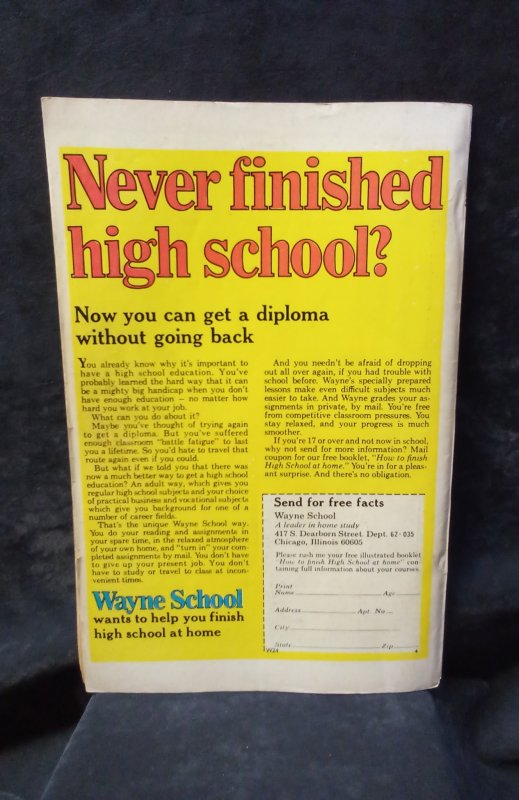 Never finished
high school?
Now you can get a diploma
without going back
You already know why it's important to
have a high school education. You've
probably learned the hard way that it can
be a mighty big handicap when you don't
have enough education — no matter how
hard you work at your job.
What can you do about it?
Maybe you've thought of trying again
to get a diploma. But you've suffered
enough classroom "battle fatigue" to last
you a lifetime. So you'd hate to travel that
route again even if you could.
But what if we told you that there was
now a much better way to get a high school
education? An adult way, which gives you
regular high school subjects and your choice
of practical business and vocational subjects
which give you background for one of a
number of career fields.
That's the unique Wayne School way.
You do your reading and assignments in
your spare time, in the relaxed atmosphere
of your own home, and "turn in" your com-
pleted assignments by mail. You don't have
to give up your present job. You don't
have to study or travel to class at incon-
venient times.
Wayne School
wants to help you finish
high school at home
And you needn't be afraid of dropping
out all over again, if you had trouble with
school before. Wayne's specially prepared
lessons make even difficult subjects much
easier to take. And Wayne grades your as-
signments in private, by mail. You're free
from competitive classroom pressures. You
stay relaxed, and your progress is much
smoother.
If you're 17 or over and not now in school,
why not send for more information? Mail
coupon for our free booklet, "How to finish
High School at home." You're in for a pleas-
ant surprise. And there's no obligation.
Send for free facts
Wayne School
A leader in home study
417 S. Dearborn Street. Dept. 62-035
Chicago, Illinois 60605
Please rush me your free illustrated booklet
"How to finish High School at home" con
taining full information about your courses.
Print
Name Age
Address Apt. No
City
State Zip
4